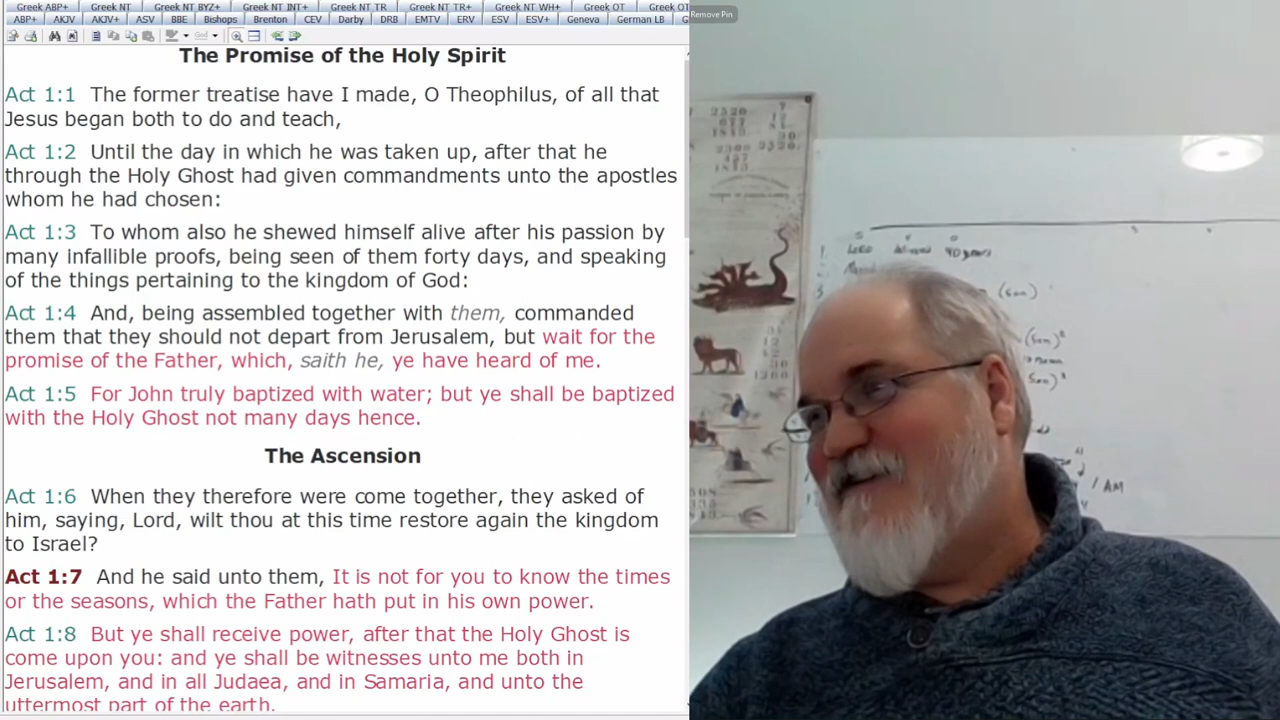 Greek ABP+ Greek NT Greek NT BYZ+ Greek NT INT+ Greek NT TR Greek NT TR+ Greek NT WH+ Greek OT Greek OT
ABP+ AKJV AKJV+ ASV BBE Bishops Brenton CEV Darby DRB EMTV ERV ESV ESV+ Geneva German LB G
Remove Pin
The Promise of the Holy Spirit
Act 1:1 The former treatise have I made, O Theophilus, of all that
Jesus began both to do and teach,
Act 1:2 Until the day in which he was taken up, after that he
through the Holy Ghost had given commandments unto the apostles
whom he had chosen:
Act 1:3 To whom also he shewed himself alive after his passion by
many infallible proofs, being seen of them forty days, and speaking
of the things pertaining to the kingdom of God:
Act 1:4 And, being assembled together with them, commanded
them that they should not depart from Jerusalem, but wait for the
promise of the Father, which, saith he, ye have heard of me.
Act 1:5 For John truly baptized with water; but ye shall be baptized
with the Holy Ghost not many days hence.
The Ascension
Act 1:6 When they therefore were come together, they asked of
him, saying, Lord, wilt thou at this time restore again the kingdom
to Israel?
Act 1:7 And he said unto them, It is not for you to know the times
or the seasons, which the Father hath put in his own power.
Act 1:8 But ye shall receive power, after that the Holy Ghost is
come upon you: and ye shall be witnesses unto me both in
Jerusalem, and in all Judaea, and in Samaria, and unto the
uttermost part of the earth.
2520
677
1843
2300
457
1843
2520
1260
508
LORD 40 years
(son)
I AM